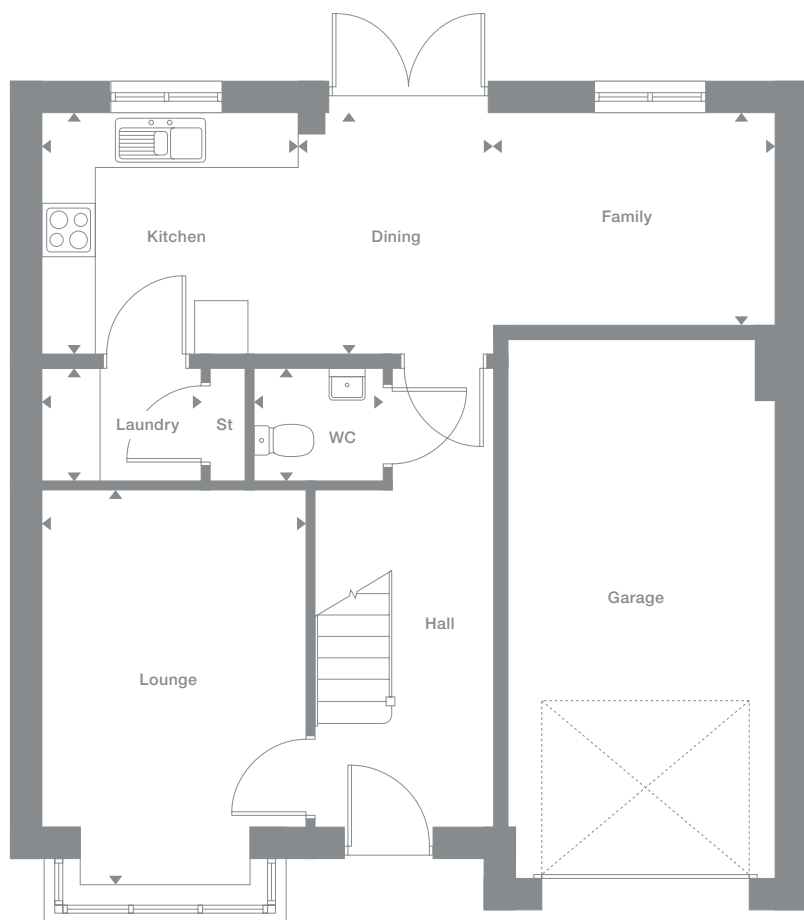 Family
Kitchen
Dining
Laundry
St
WC
Garage
Hall
Lounge